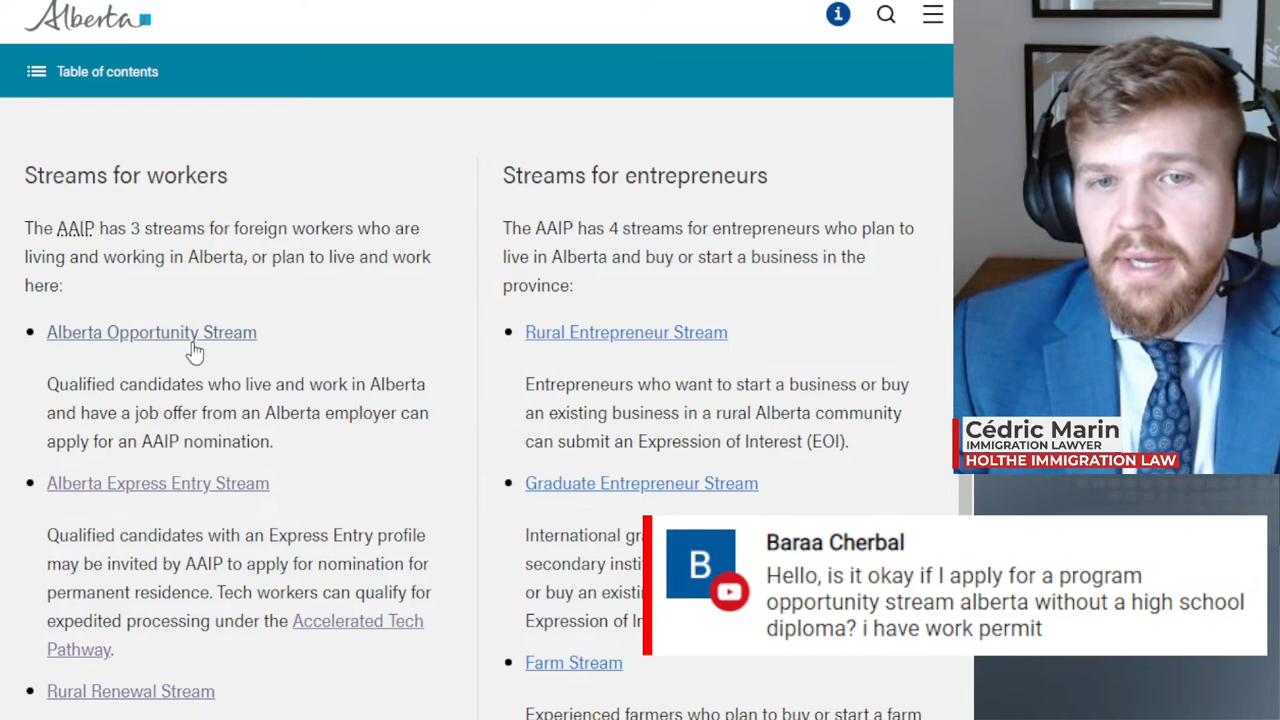 Alberta
Table of contents
Streams for workers
The AAIP has 3 streams for foreign workers who are
living and working in Alberta, or plan to live and work
here:
Alberta Opportunity Stream
Qualified candidates who live and work in Alberta
and have a job offer from an Alberta employer can
apply for an AAIP nomination.
Alberta Express Entry Stream
Qualified candidates with an Express Entry profile
may be invited by AAIP to apply for nomination for
permanent residence. Tech workers can qualify for
expedited processing under the Accelerated Tech
Pathway.
Rural Renewal Stream
Streams for entrepreneurs
The AAIP has 4 streams for entrepreneurs who plan to
live in Alberta and buy or start a business in the
province:
Rural Entrepreneur Stream
Entrepreneurs who want to start a business or buy
an existing business in a rural Alberta community
can submit an Expression of Interest (EOI).
Graduate Entrepreneur Stream
International
secondary
or buy an
Expression of
Farm Stream
Experienced farmers who plan to buy or start a farm
Cédric Marin
IMMIGRATION LAWYER
HOLTHE IMMIGRATION LAW
B
Baraa Cherbal
Hello, is it okay if I apply for a program
opportunity stream alberta without a high school
diploma? i have work permit